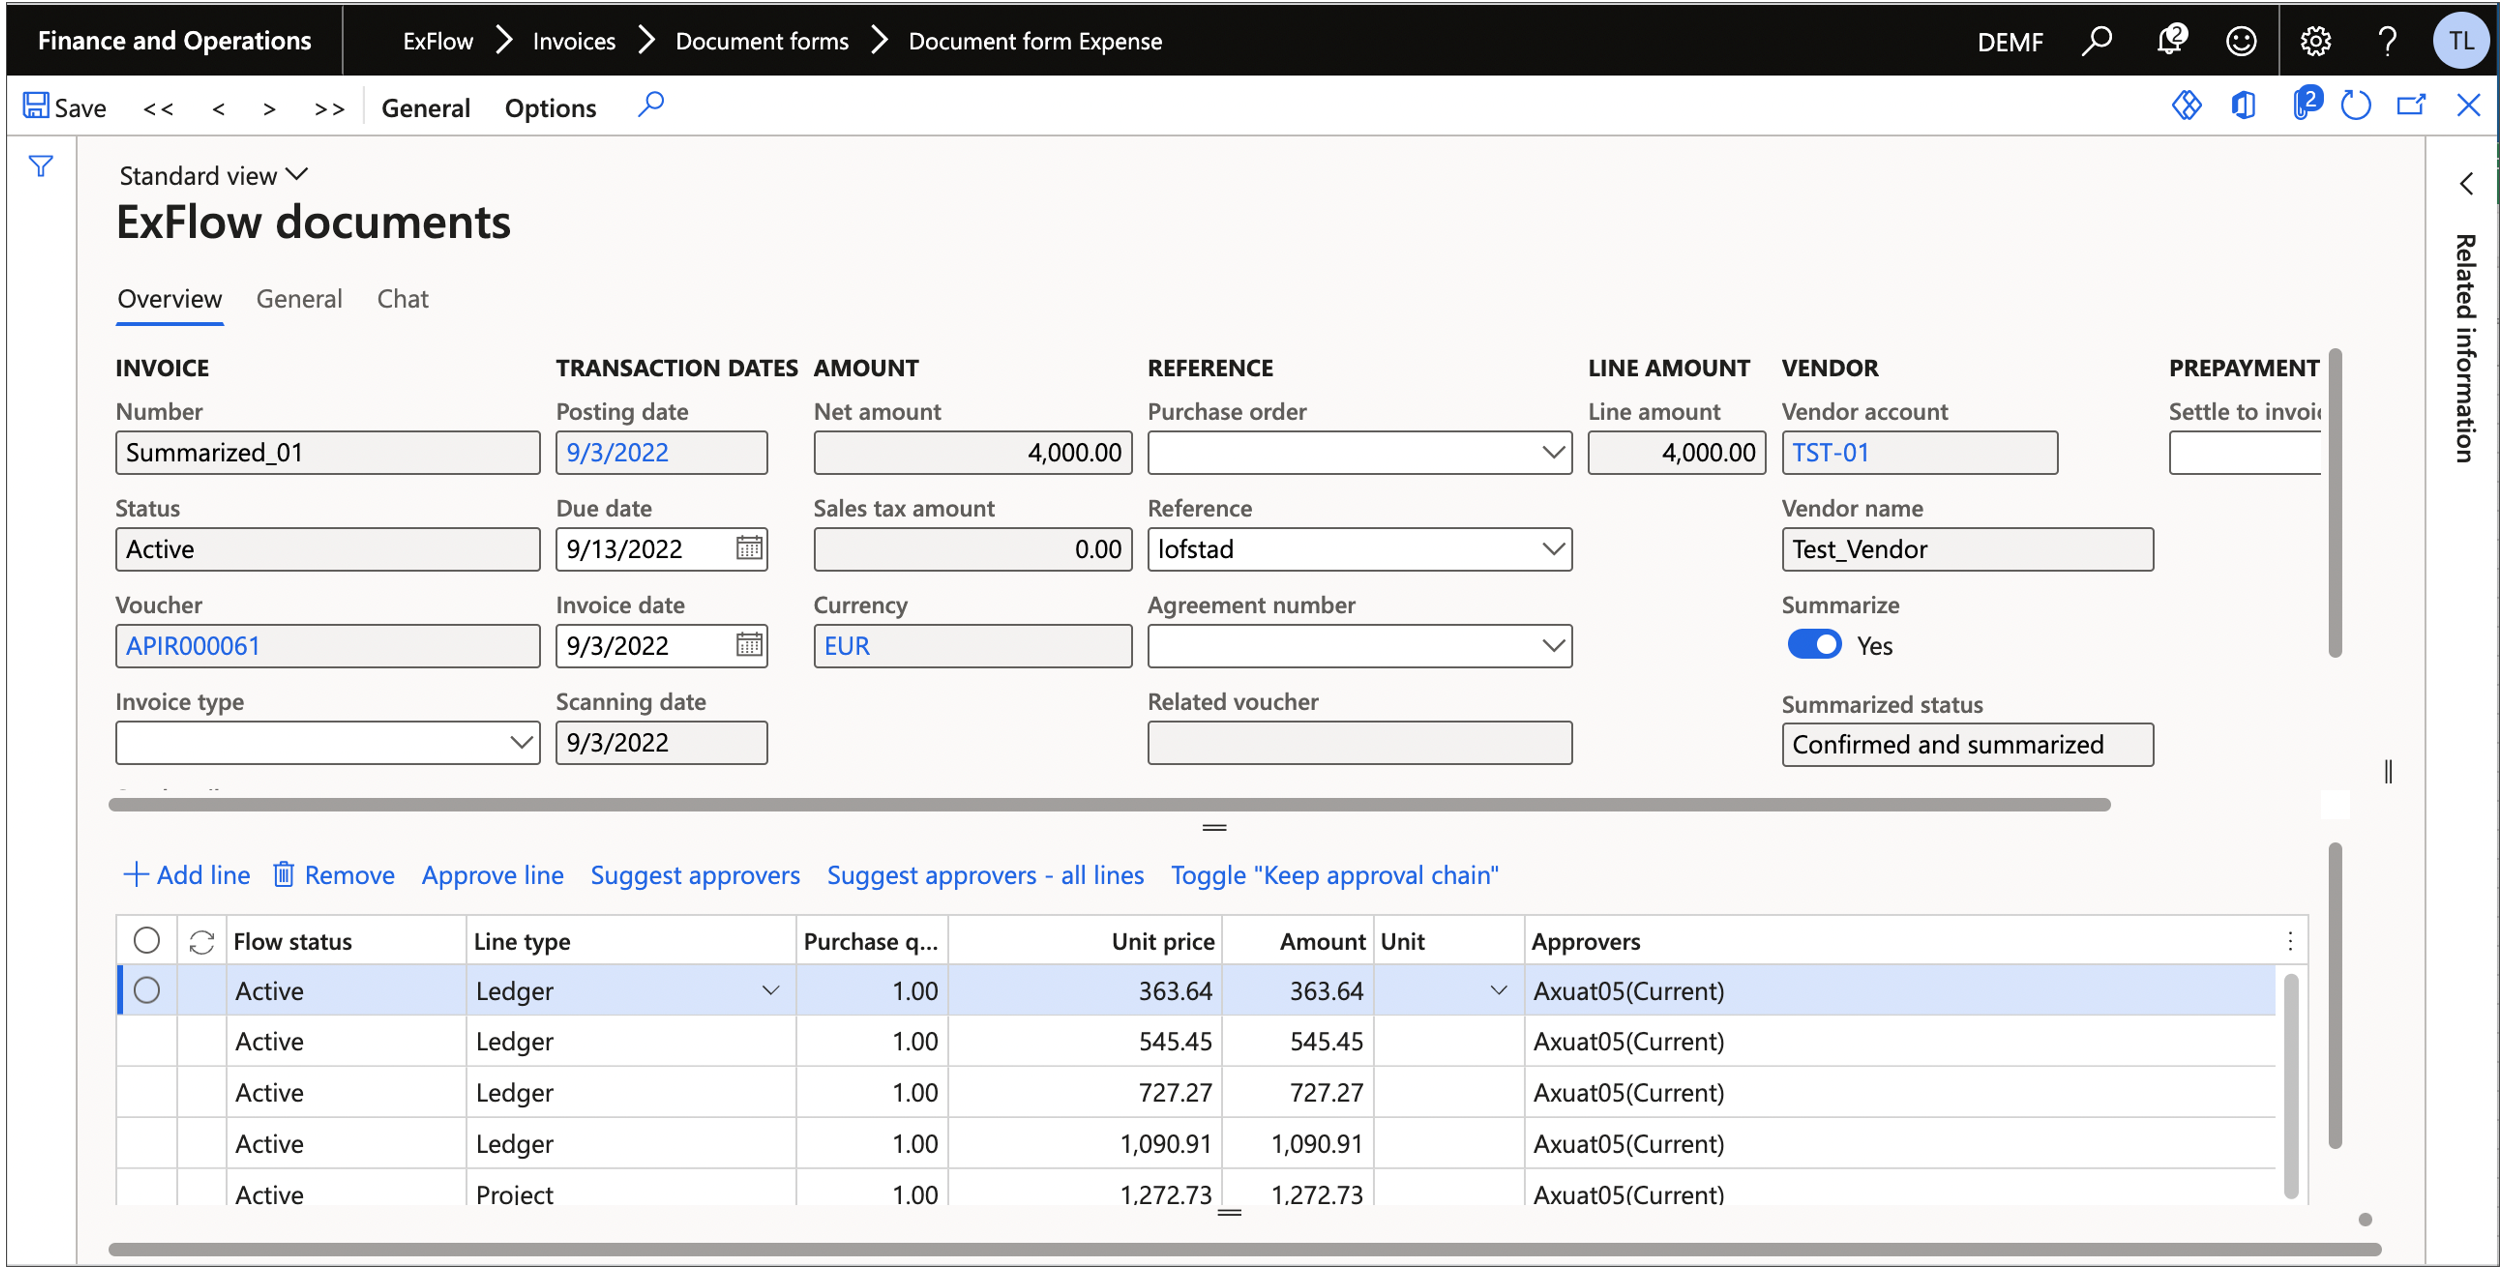 Finance and Operations ExFlow Invoices Document forms Document form Expense DEMF 2 ? TL
Save << < > >> General Options 2
Standard view
ExFlow documents
Related information
Overview General Chat
INVOICE TRANSACTION DATES AMOUNT REFERENCE LINE AMOUNT VENDOR PREPAYMENT
Number Posting date Net amount Purchase order Line amount Vendor account Settle to invoi
Summarized_01 9/3/2022 4,000.00 4,000.00 TST-01
Status Due date Sales tax amount Reference Vendor name
Active 9/13/2022 0.00 lofstad Test_Vendor
Voucher Invoice date Currency Agreement number Summarize
APIR000061 9/3/2022 EUR Yes
Invoice type Scanning date Related voucher Summarized status
9/3/2022 Confirmed and summarized
Add line Remove Approve line Suggest approvers Suggest approvers - all lines Toggle "Keep approval chain"
Flow status Line type Purchase q... Unit price Amount Unit Approvers
Active Ledger 1.00 363.64 363.64 Axuat05(Current)
Active Ledger 1.00 545.45 545.45 Axuat05(Current)
Active Ledger 1.00 727.27 727.27 Axuat05(Current)
Active Ledger 1.00 1,090.91 1,090.91 Axuat05(Current)
Active Project 1.00 1,272.73 1,272.73 Axuat05(Current)